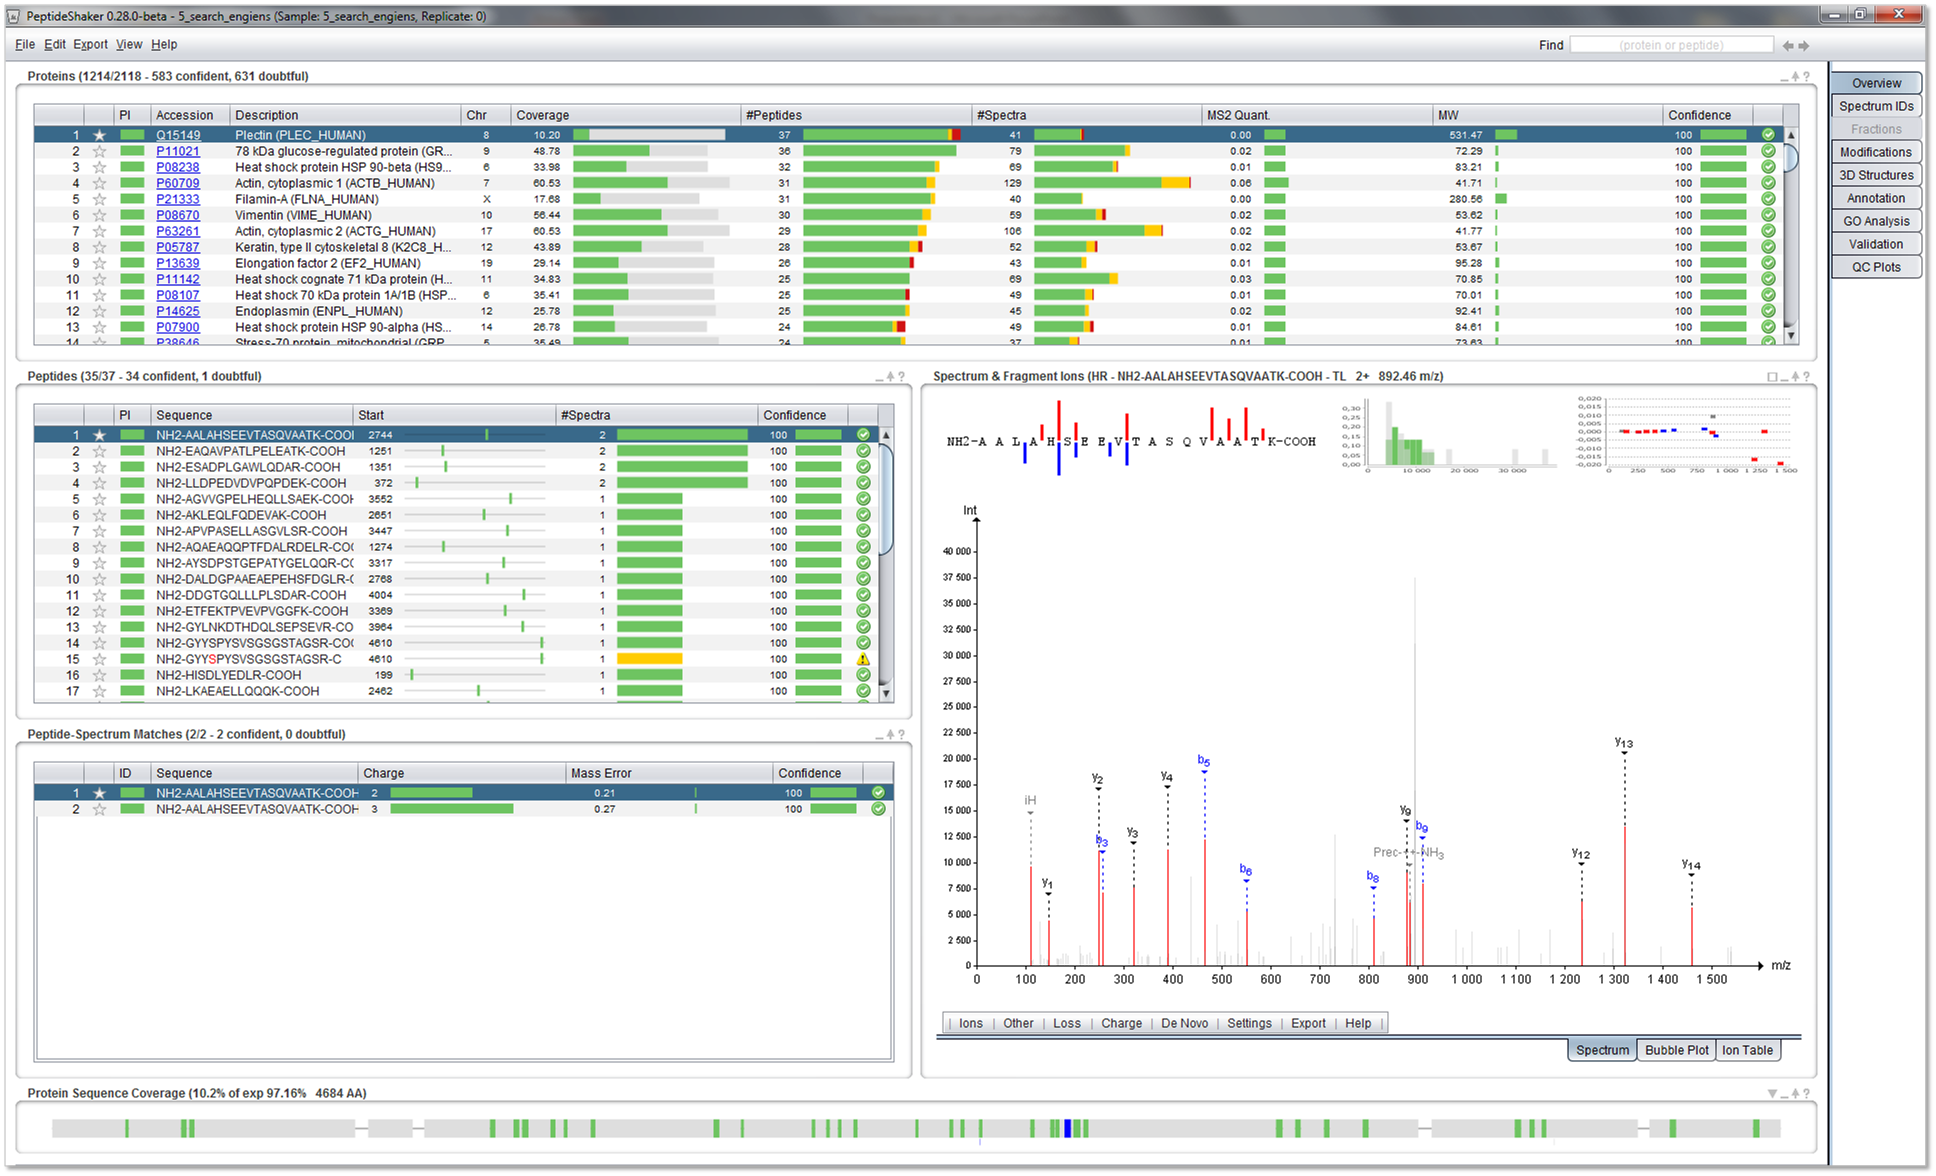 PeptideShaker 0.28.0-beta - 5_search_engiens (Sample: 5_search_engiens, Replicate: 0)
File Edit Export View Help
Find (protein or peptide)
Proteins (1214/2118 - 583 confident, 631 doubtful)
PI Accession Description Chr Coverage #Peptides #Spectra MS2 Quant. MW Confidence
1 Q15149 Plectin (PLEC_HUMAN) 8 10.20 37 41 0.00 531.47 100
2 P11021 78 kDa glucose-regulated protein (GR... 9 48.78 36 79 0.02 72.29 100
3 P08238 Heat shock protein HSP 90-beta (HS9... 6 33.98 32 69 0.01 83.21 100
4 P60709 Actin, cytoplasmic 1 (ACTB_HUMAN) 7 60.53 31 129 0.06 41.71 100
5 P21333 Filamin-A (FLNA_HUMAN) X 17.68 31 40 0.00 280.56 100
6 P08670 Vimentin (VIME_HUMAN) 10 56.44 30 59 0.02 53.62 100
7 P63261 Actin, cytoplasmic 2 (ACTG_HUMAN) 17 60.53 29 106 0.02 41.77 100
8 P05787 Keratin, type II cytoskeletal 8 (K2C8_H... 12 43.89 28 52 0.02 53.67 100
9 P13639 Elongation factor 2 (EF2_HUMAN) 19 29.14 26 43 0.01 95.28 100
10 P11142 Heat shock cognate 71 kDa protein (H... 11 34.83 25 69 0.03 70.85 100
11 P08107 Heat shock 70 kDa protein 1A/1B (HSP... 6 35.41 25 49 0.01 70.01 100
12 P14625 Endoplasmin (ENPL_HUMAN) 12 25.78 25 45 0.01 92.41 100
13 P07900 Heat shock protein HSP 90-alpha (HS... 14 26.78 24 49 0.01 84.61 100
14 P38646 Stress-70 protein, mitochondrial (GRP 5 35.49 24 37 0.01 73.63 100
Overview
Spectrum IDs
Fractions
Modifications
3D Structures
Annotation
GO Analysis
Validation
QC Plots
Peptides (35/37 - 34 confident, 1 doubtful)
PI Sequence Start #Spectra Confidence
1 NH2-AALAHSEEVTASQVAATK-COOH 2744 2 100
2 NH2-EAQAVPATLPELEATK-COOH 1251 2 100
3 NH2-ESADPLGAWLQDAR-COOH 1351 2 100
4 NH2-LLDPEDVDVPQPDEK-COOH 372 2 100
5 NH2-AGVVGPELHEQLLSAEK-COOH 3552 1 100
6 NH2-AKLEQLFQDEVAK-COOH 2651 1 100
7 NH2-APVPASELLASGVLSR-COOH 3447 1 100
8 NH2-AQAEAQQPTFDALRDELR-CO( 1274 1 100
9 NH2-AYSDPSTGEPATYGELQQR-C 3317 1 100
10 NH2-DALDGPAAEAEPEHSFDGLR-( 2768 1 100
11 NH2-DDGTGQLLLPLSDAR-COOH 4004 1 100
12 NH2-ETFEKTPVEVPVGGFK-COOH 3369 1 100
13 NH2-GYLNKDTHDQLSEPSEVR-CO 3964 1 100
14 NH2-GYYSPYSVSGSGSTAGSR-CO( 4610 1 100
15 NH2-GYYSPYSVSGSGSTAGSR-C 4610 1 100
16 NH2-HISDLYEDLR-COOH 199 1 100
17 NH2-LKAEAELLQQQK-COOH 2462 1 100
Peptide-Spectrum Matches (2/2 - 2 confident, 0 doubtful)
ID Sequence Charge Mass Error Confidence
1 NH2-AALAHSEEVTASQVAATK-COOH 2 0.21 100
2 NH2-AALAHSEEVTASQVAATK-COOH 3 0.27 100
Spectrum & Fragment Ions (HR - NH2-AALAHSEEVTASQVAATK-COOH - TL 2+ 892.46 m/z)
NH2-A A L A H S E E V T A S Q V A A T K-COOH
0,30
0,25
0,20
0,15
0,10
0,05
0,00
0 10 000 20 000 30 000
0,020
0,015
0,010
0,005
0,000
-0,005
-0,010
-0,015
-0,020
0 250 500 750 1 000 1 250 1 500
Int
40 000
37 500
35 000
32 500
30 000
27 500
25 000
22 500
20 000
17 500
15 000
12 500
10 000
7 500
5 000
2 500
0
iH y1 y2 b3 y3 y4 b5 b6 b8 y9 Prec-++-NH3 b9 y12 y13 y14
0 100 200 300 400 500 600 700 800 900 1 000 1 100 1 200 1 300 1 400 1 500 m/z
| Ions | Other | Loss | Charge | De Novo | Settings | Export | Help |
Spectrum Bubble Plot Ion Table
Protein Sequence Coverage (10.2% of exp 97.16% 4684 AA)